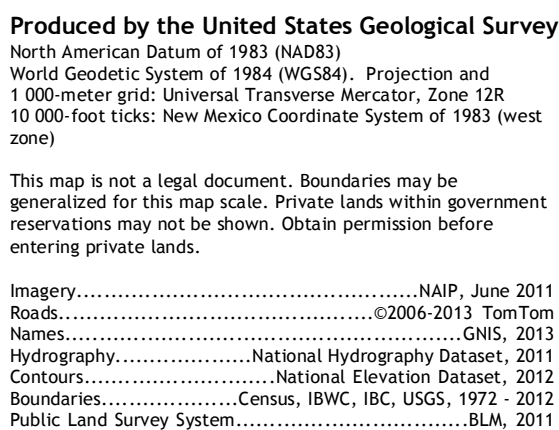 Produced by the United States Geological Survey
North American Datum of 1983 (NAD83)
World Geodetic System of 1984 (WGS84).  Projection and
1 000-meter grid: Universal Transverse Mercator, Zone 12R
10 000-foot ticks: New Mexico Coordinate System of 1983 (west
zone)
This map is not a legal document. Boundaries may be
generalized for this map scale. Private lands within government
reservations may not be shown. Obtain permission before
entering private lands.
Imagery..................................................NAIP, June 2011
Roads..............................................©2006-2013 TomTom
Names..........................................................GNIS, 2013
Hydrography....................National Hydrography Dataset, 2011
Contours............................National Elevation Dataset, 2012
Boundaries....................Census, IBWC, IBC, USGS, 1972 - 2012
Public Land Survey System..................................BLM, 2011